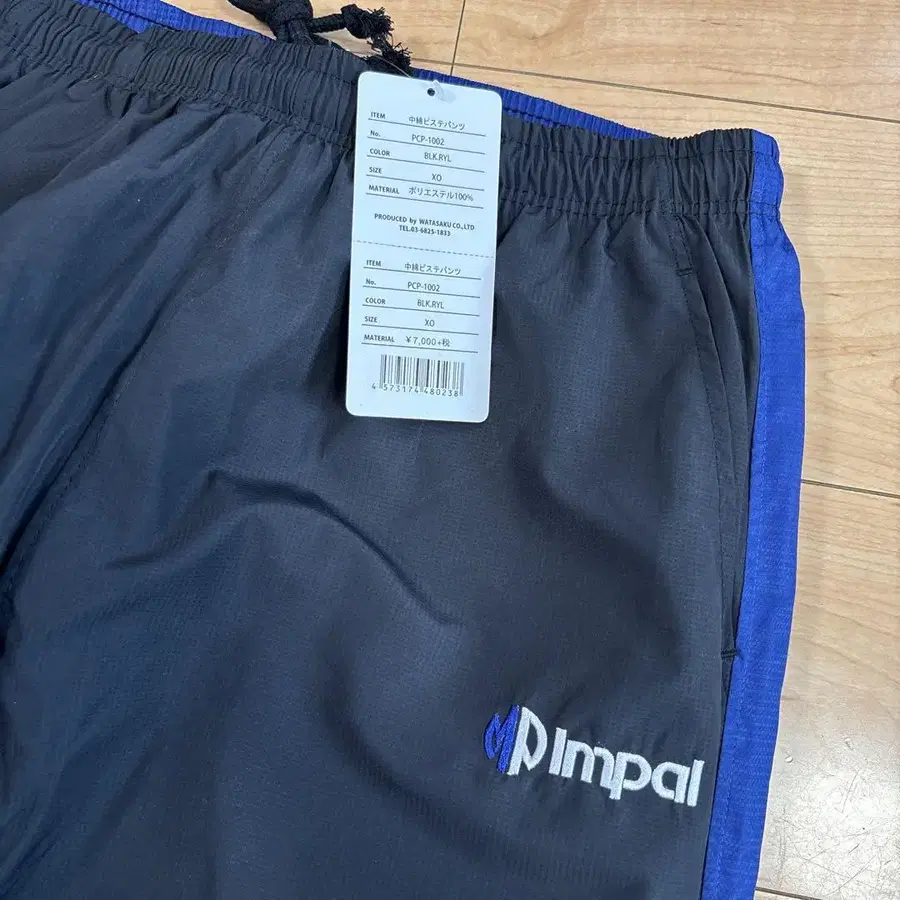 ITEM 中綿ピステパンツ
No. PCP-1002
COLOR BLK.RYL
SIZE XO
MATERIAL ポリエステル100%
PRODUCED by WATASAKU CO.,LTD
TEL.03-6825-1833
ITEM 中綿ピステパンツ
No. PCP-1002
COLOR BLK.RYL
SIZE XO
MATERIAL ¥7,000+税
4 573174 480238
Impal